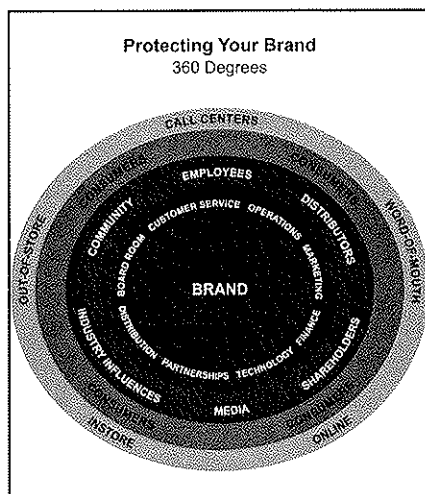 Protecting Your Brand
360 Degrees
CALL CENTERS
WORD-OF-MOUTH
ONLINE
INSTORE
OUT-OF-STORE
CONSUMERS
CONSUMERS
CONSUMERS
CONSUMERS
EMPLOYEES
DISTRIBUTORS
SHAREHOLDERS
MEDIA
INDUSTRY INFLUENCES
COMMUNITY
CUSTOMER SERVICE
OPERATIONS
MARKETING
FINANCE
TECHNOLOGY
PARTNERSHIPS
DISTRIBUTION
BOARD ROOM
BRAND